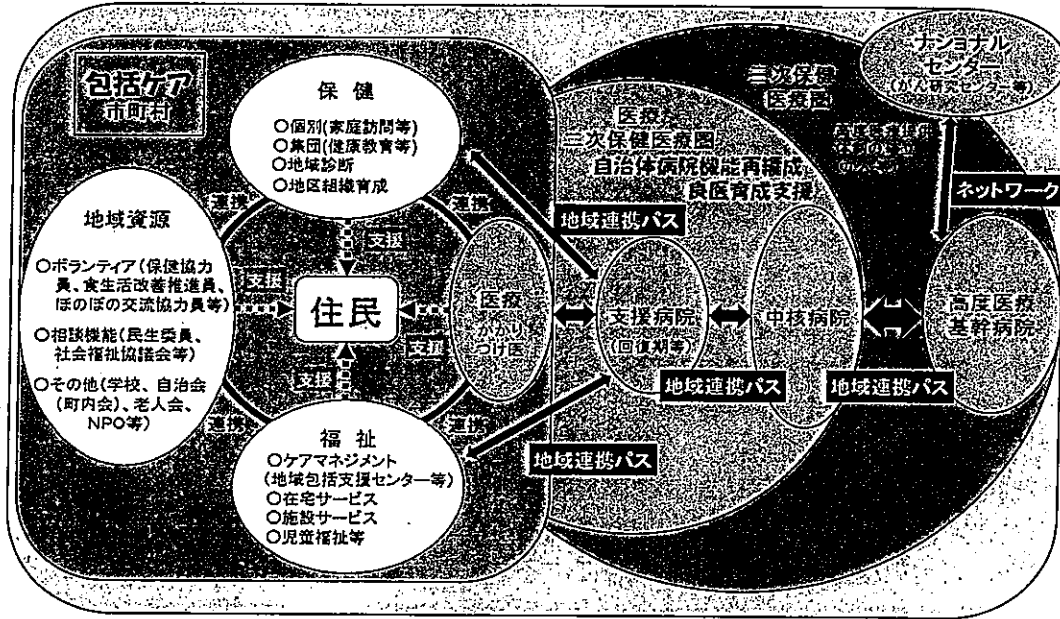 包括ケア
市町村
保健
○個別(家庭訪問等)
○集団(健康教育等)
○地域診断
○地区組織育成
地域資源
○ボランティア(保健協力
員、食生活改善推進員、
ほのぼの交流協力員等)
○相談機能(民生委員、
社会福祉協議会等)
○その他(学校、自治会
(町内会)、老人会、
NPO等)
連携
連携
連携
連携
支援
支援
支援
支援
住民
医療
かかり
つけ医
福祉
○ケアマネジメント
(地域包括支援センター等)
○在宅サービス
○施設サービス
○児童福祉等
医療
二次保健医療圏
自治体病院機能再編成
良医育成支援
地域連携パス
支援病院
(回復期等)
中核病院
地域連携パス
地域連携パス
地域連携パス
三次保健
医療圏
ナショナル
センター
(がん研究センター等)
ネットワーク
高度医療
基幹病院